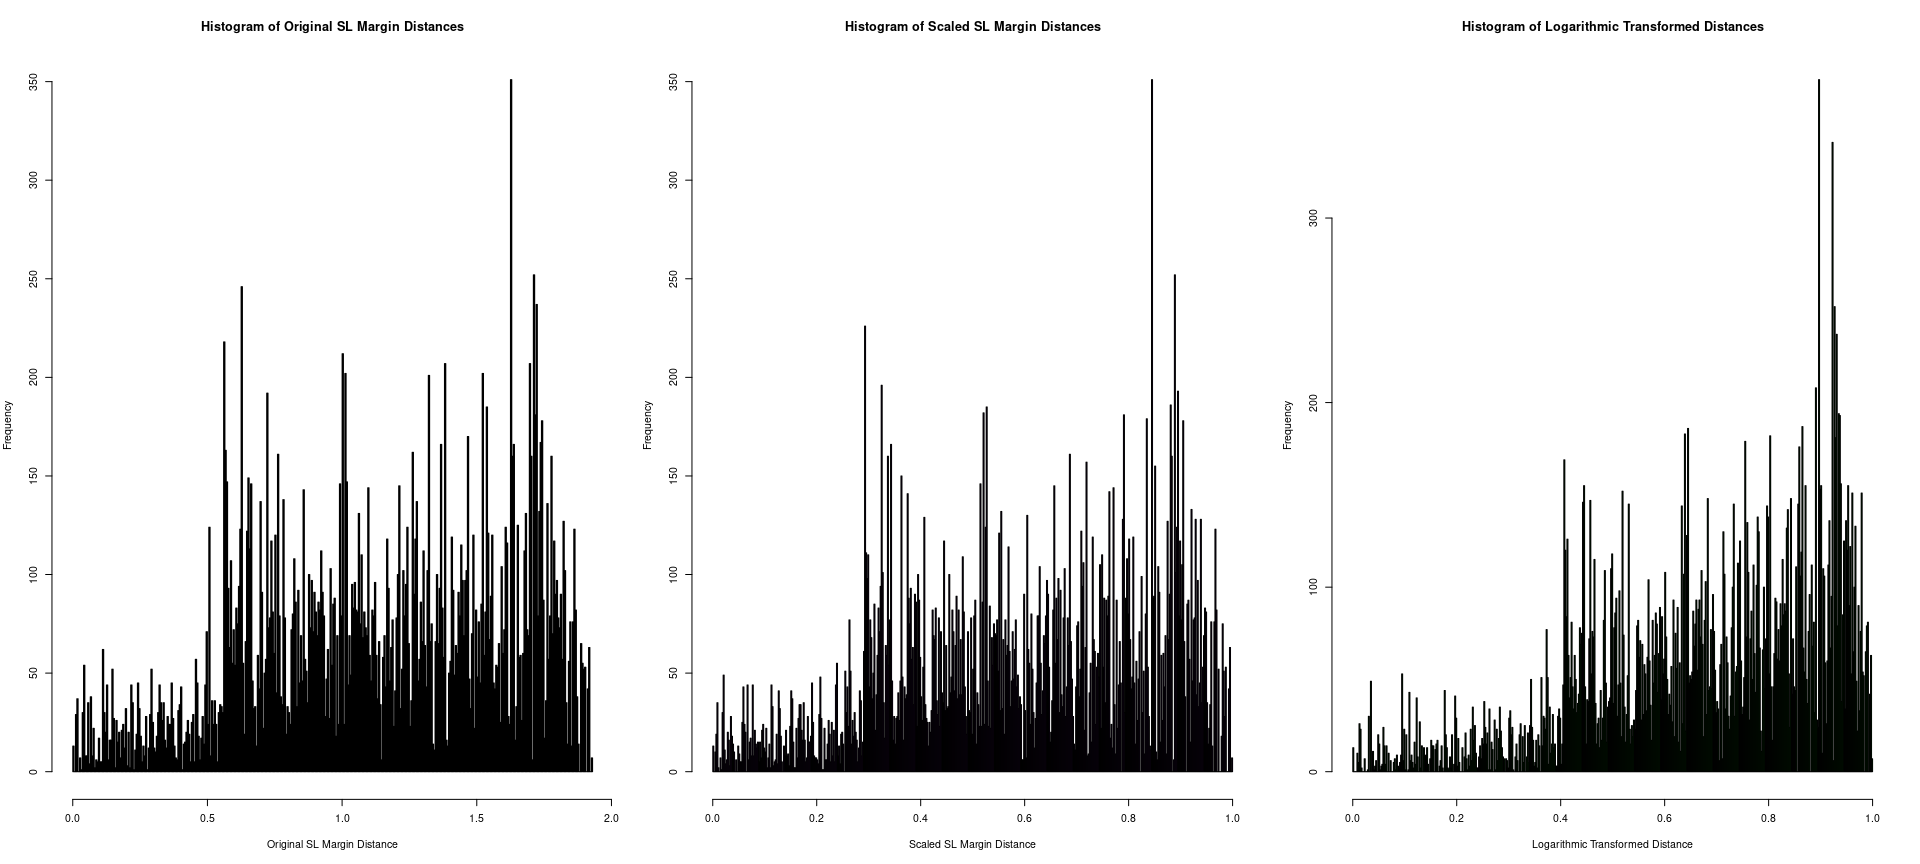 Histogram of Original SL Margin Distances
Frequency
350
300
250
200
150
100
50
0
0.0 0.5 1.0 1.5 2.0
Original SL Margin Distance
Histogram of Scaled SL Margin Distances
Frequency
350
300
250
200
150
100
50
0
0.0 0.2 0.4 0.6 0.8 1.0
Scaled SL Margin Distance
Histogram of Logarithmic Transformed Distances
Frequency
300
200
100
0
0.0 0.2 0.4 0.6 0.8 1.0
Logarithmic Transformed Distance